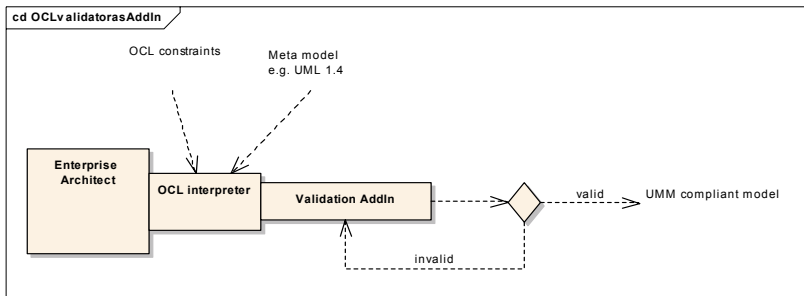 cd OCLvalidatorasAddIn
OCL constraints
Meta model
e.g. UML 1.4
Enterprise
Architect
OCL interpreter
Validation AddIn
valid
UMM compliant model
invalid